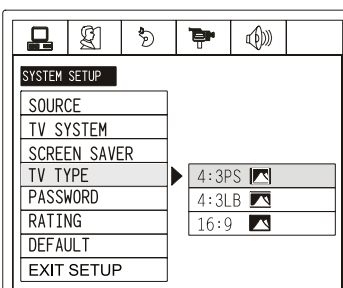 SYSTEM SETUP
SOURCE
TV SYSTEM
SCREEN SAVER
TV TYPE
4:3PS
PASSWORD
4:3LB
RATING
16:9
DEFAULT
EXIT SETUP